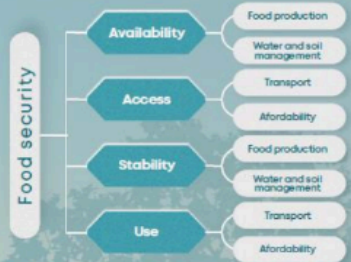 Food security
Availability
Food production
Water and soil
management
Access
Transport
Afordability
Stability
Food production
Water and soil
management
Use
Transport
Afordability